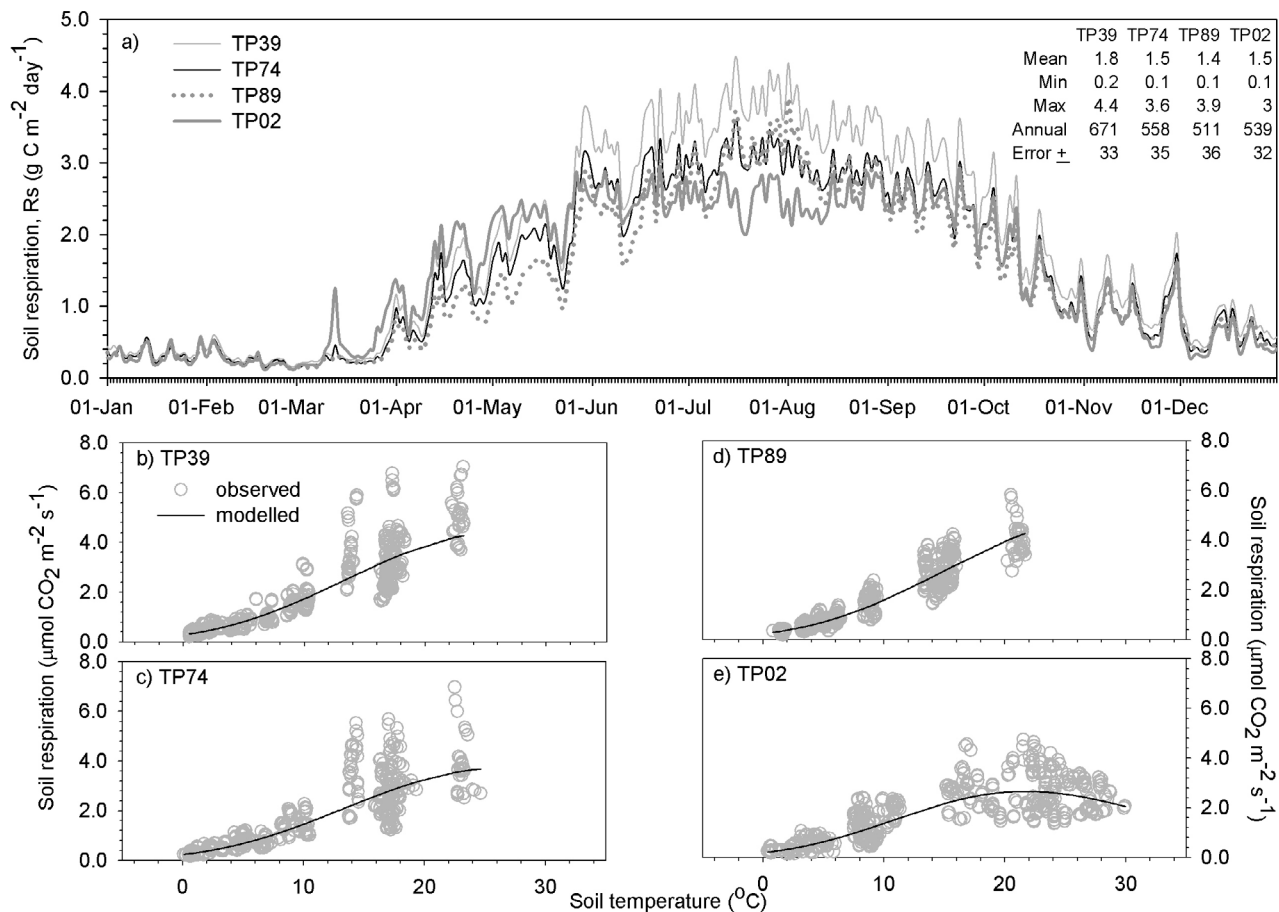 a)
TP39
TP74
TP89
TP02
TP39 TP74 TP89 TP02
Mean 1.8 1.5 1.4 1.5
Min 0.2 0.1 0.1 0.1
Max 4.4 3.6 3.9 3
Annual 671 558 511 539
Error ± 33 35 36 32
Soil respiration, Rs (g C m⁻² day⁻¹)
5.0
4.0
3.0
2.0
1.0
0.0
01-Jan 01-Feb 01-Mar 01-Apr 01-May 01-Jun 01-Jul 01-Aug 01-Sep 01-Oct 01-Nov 01-Dec
b) TP39
observed
modelled
8.0
6.0
4.0
2.0
0.0
c) TP74
8.0
6.0
4.0
2.0
0.0
0 10 20 30
Soil respiration (μmol CO₂ m⁻² s⁻¹)
d) TP89
8.0
6.0
4.0
2.0
0.0
e) TP02
8.0
6.0
4.0
2.0
0.0
0 10 20 30
Soil respiration (μmol CO₂ m⁻² s⁻¹)
Soil temperature (°C)